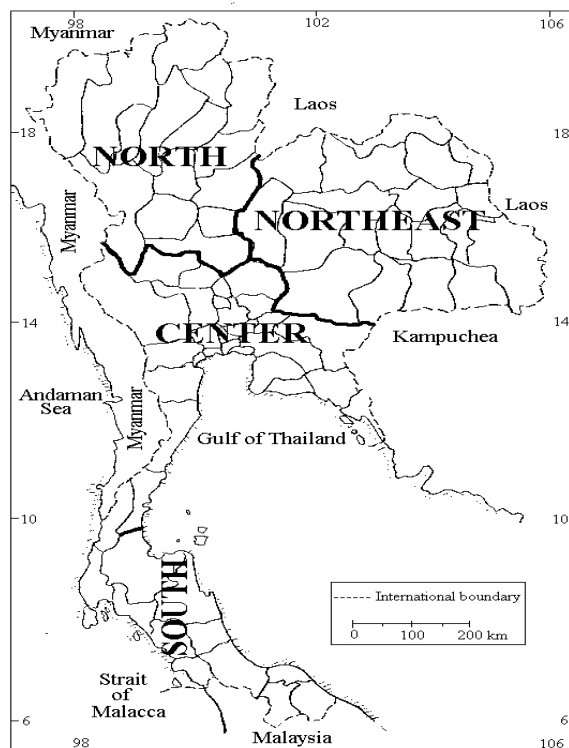 98
102
106
Myanmar
Laos
18
18
NORTH
Laos
Myanmar
NORTHEAST
14
14
CENTER
Kampuchea
Andaman
Sea
Myanmar
Gulf of Thailand
10
10
SOUTH
International boundary
0 100 200 km
Strait
of
Malacca
6
6
Malaysia
98
106